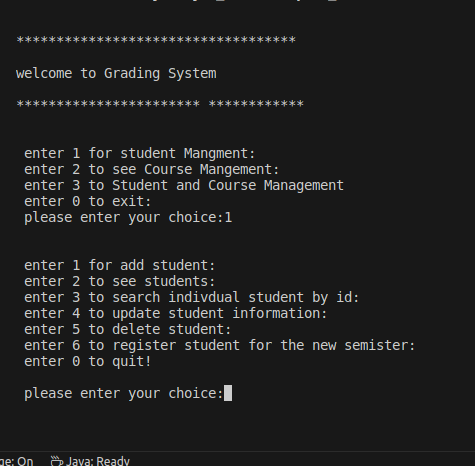 ***********************************
welcome to Grading System
*********************** ************
enter 1 for student Mangment:
enter 2 to see Course Mangement:
enter 3 to Student and Course Management
enter 0 to exit:
please enter your choice:1
enter 1 for add student:
enter 2 to see students:
enter 3 to search indivdual student by id:
enter 4 to update student information:
enter 5 to delete student:
enter 6 to register student for the new semister:
enter 0 to quit!
please enter your choice:
ge: On Java: Ready